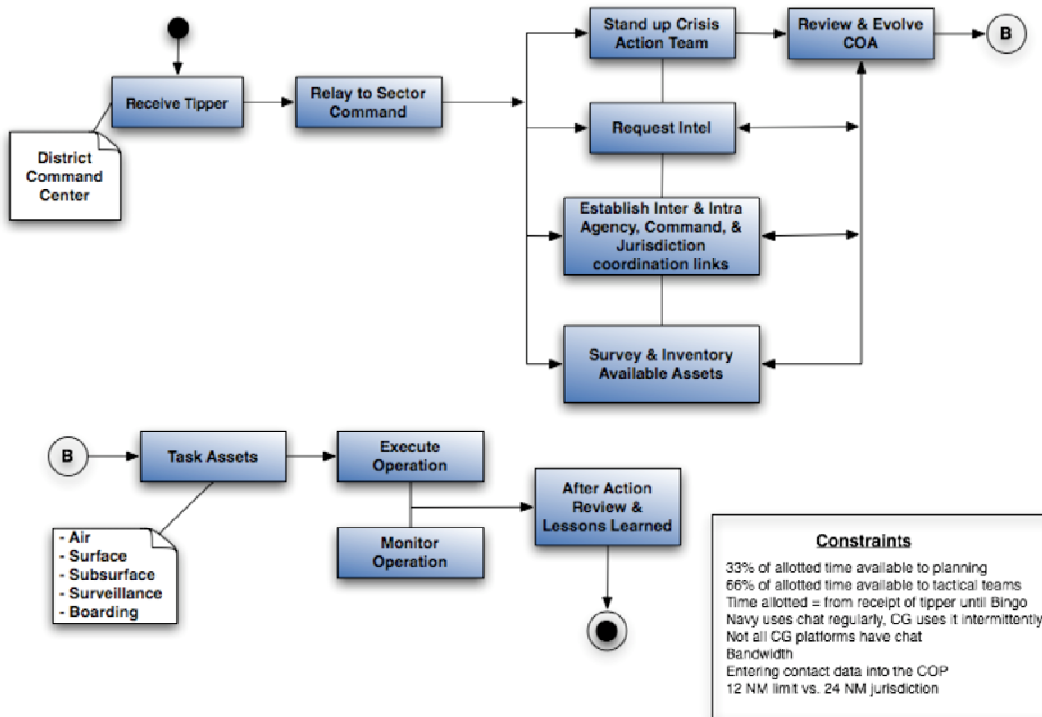 Receive Tipper
District
Command
Center
Relay to Sector
Command
Stand up Crisis
Action Team
Request Intel
Establish Inter & Intra
Agency, Command, &
Jurisdiction
coordination links
Survey & Inventory
Available Assets
Review & Evolve
COA
B
B
Task Assets
- Air
- Surface
- Subsurface
- Surveillance
- Boarding
Execute
Operation
Monitor
Operation
After Action
Review &
Lessons Learned
Constraints
33% of allotted time available to planning
66% of allotted time available to tactical teams
Time allotted = from receipt of tipper until Bingo
Navy uses chat regularly, CG uses it intermittently
Not all CG platforms have chat
Bandwidth
Entering contact data into the COP
12 NM limit vs. 24 NM jurisdiction